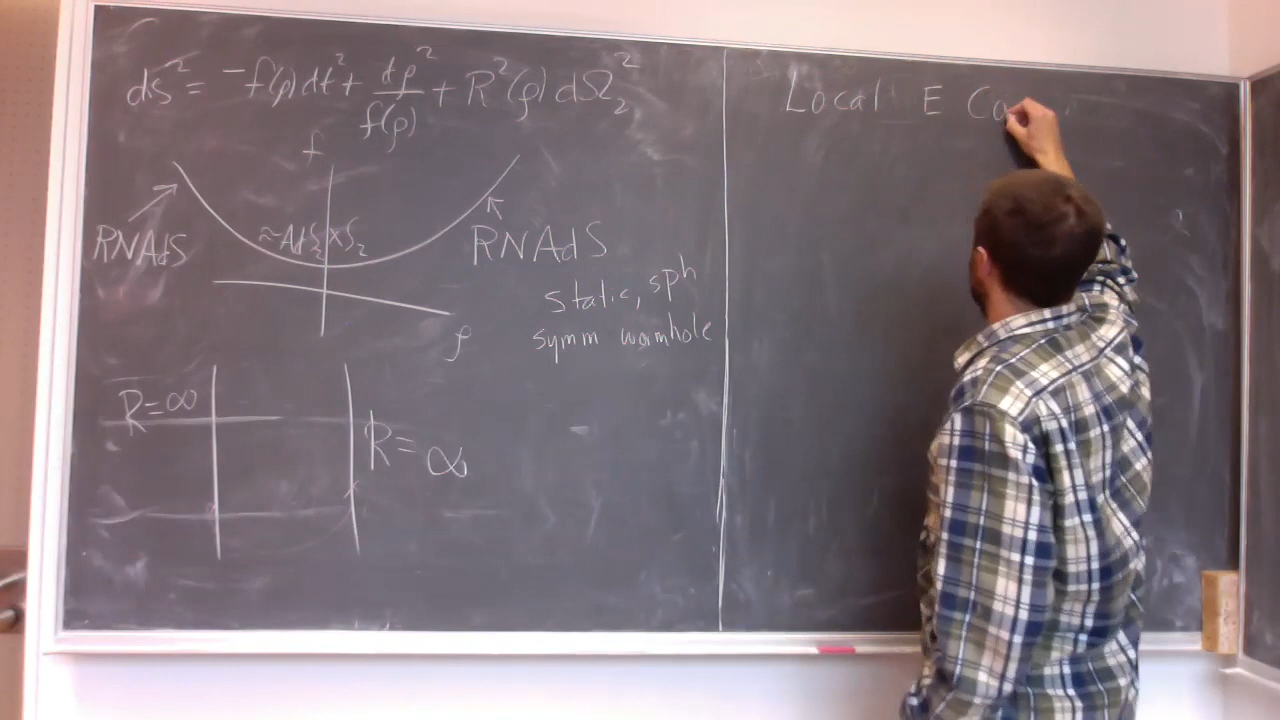 ds² = -f(ρ)dt² + dρ²/f(ρ) + R²(ρ)dΩ₂²
f
RNAdS
≈AdS₂×S₂
RNAdS
static, sph
symm wormhole
ρ
R=∞
R=∞
Local E Co